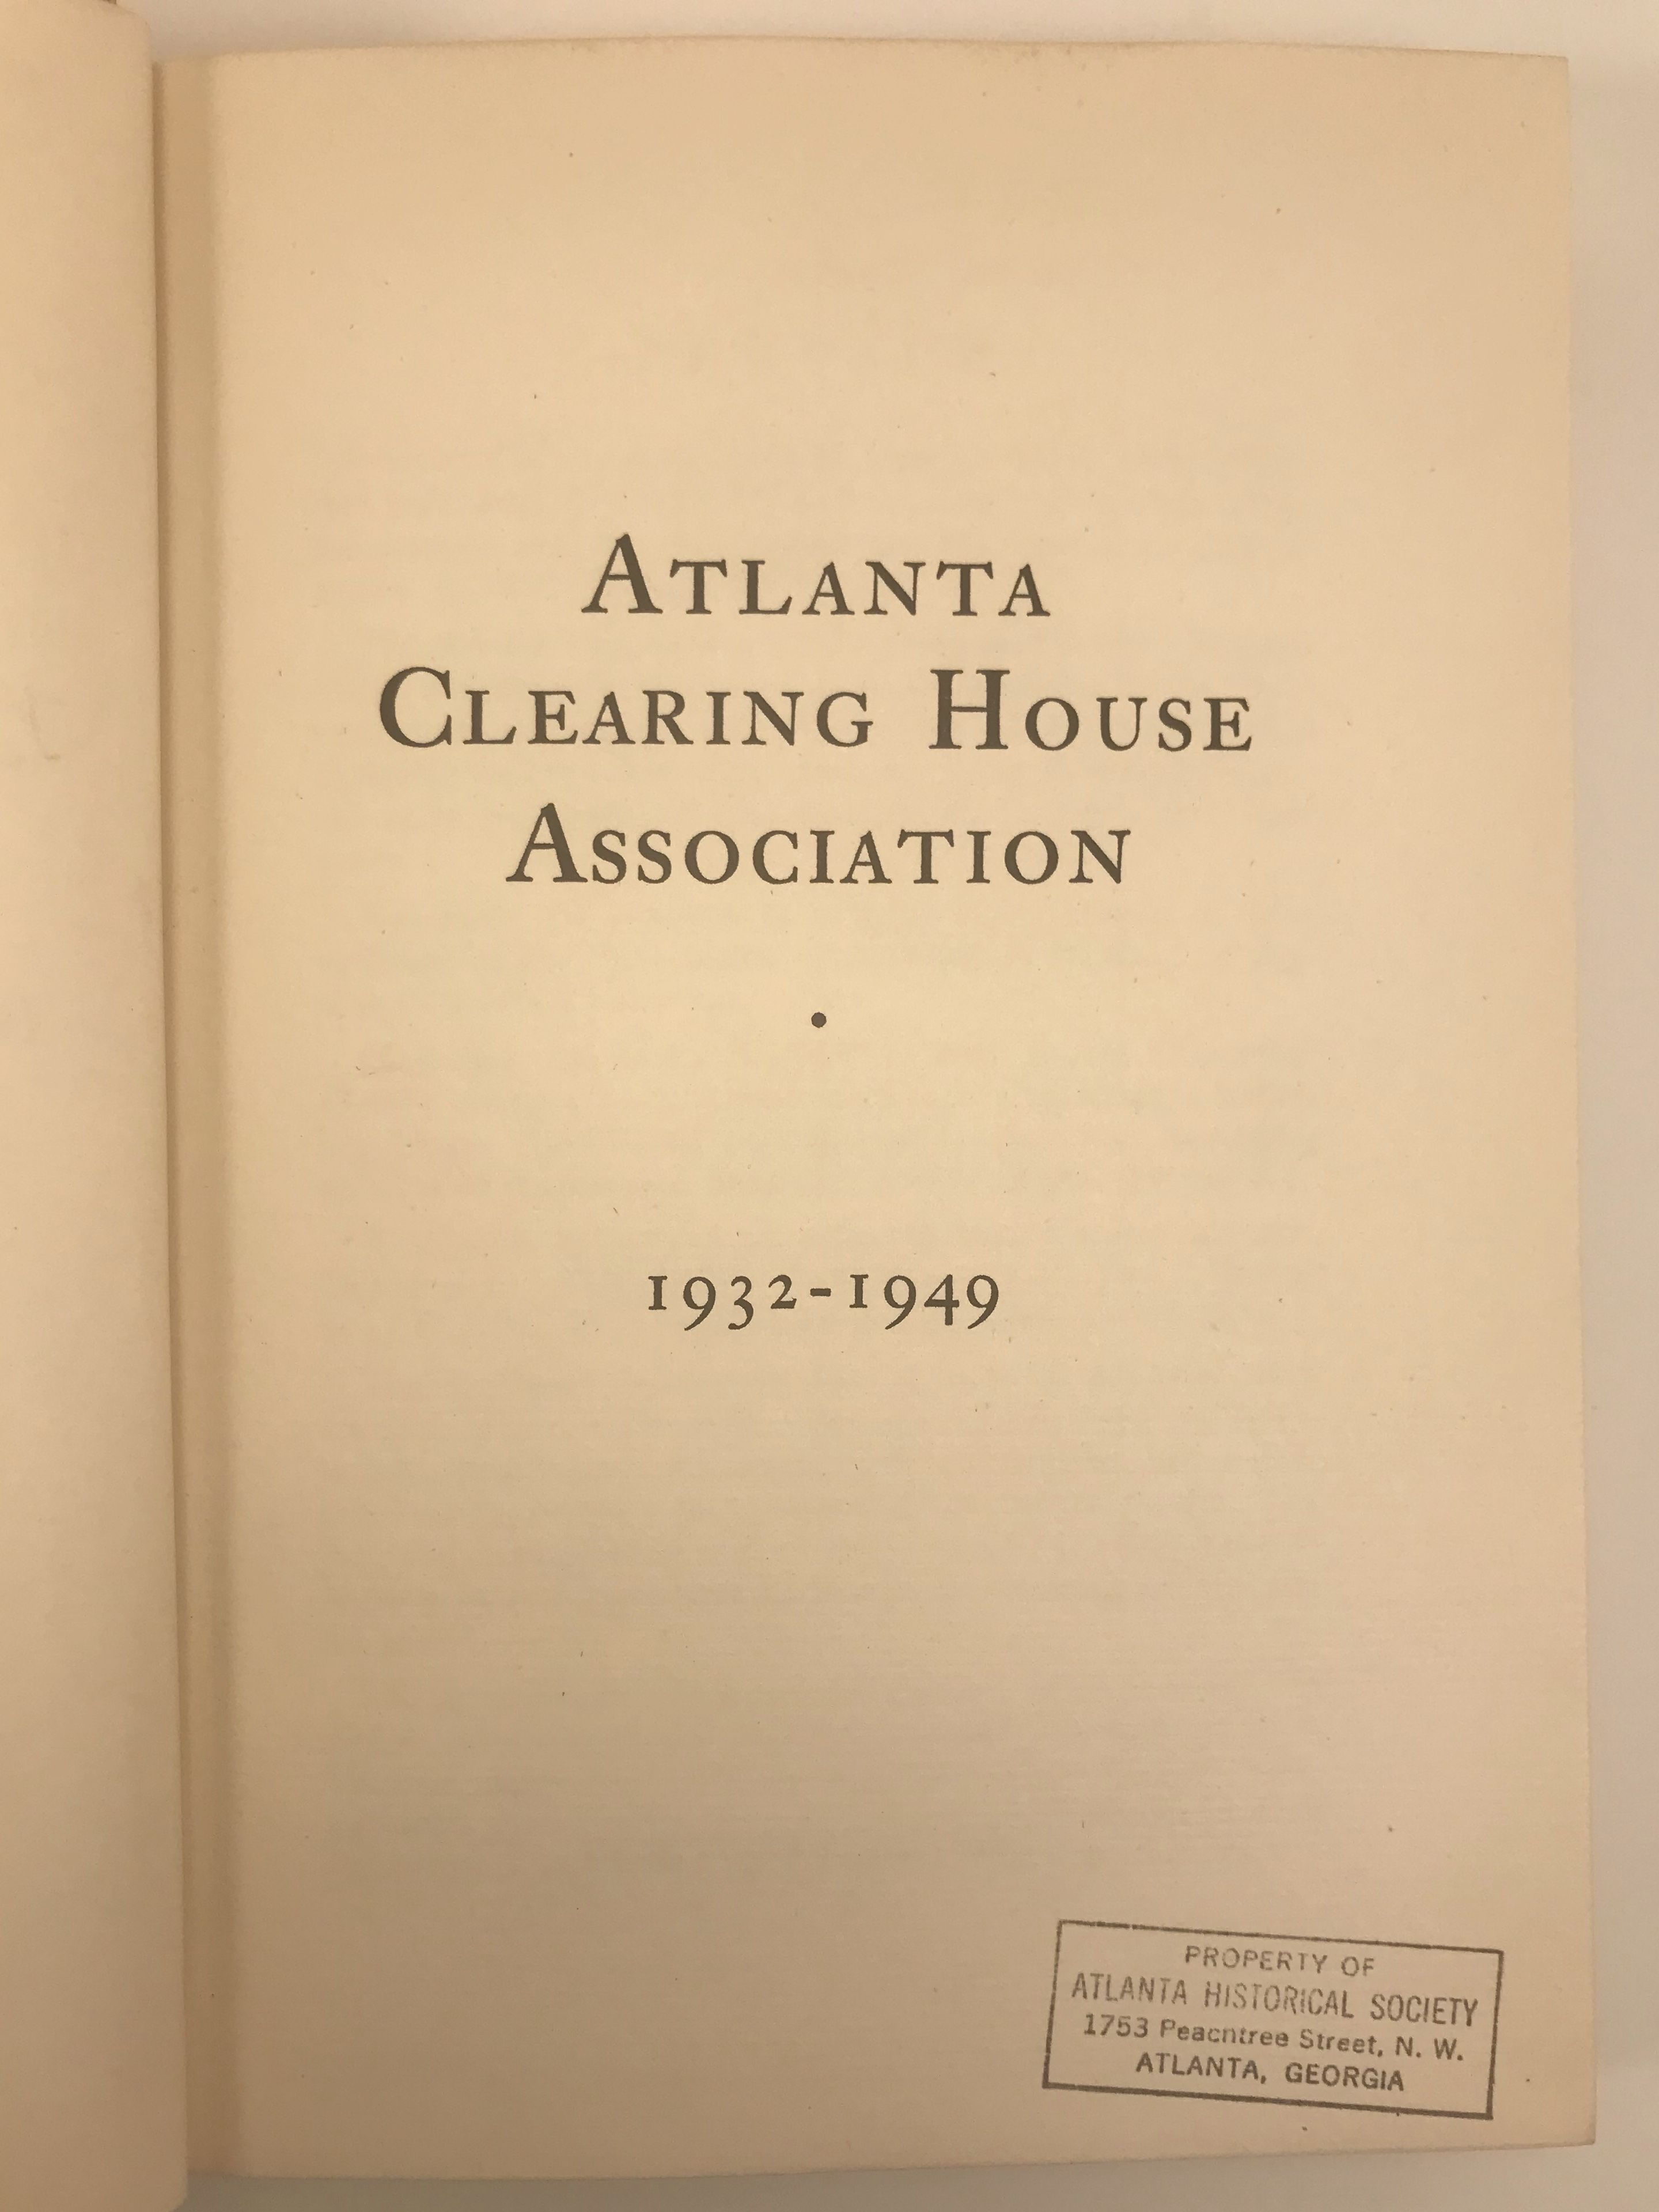 ATLANTA
CLEARING HOUSE
ASSOCIATION
•
1932-1949
PROPERTY OF
ATLANTA HISTORICAL SOCIETY
1753 Peachtree Street, N. W.
ATLANTA, GEORGIA